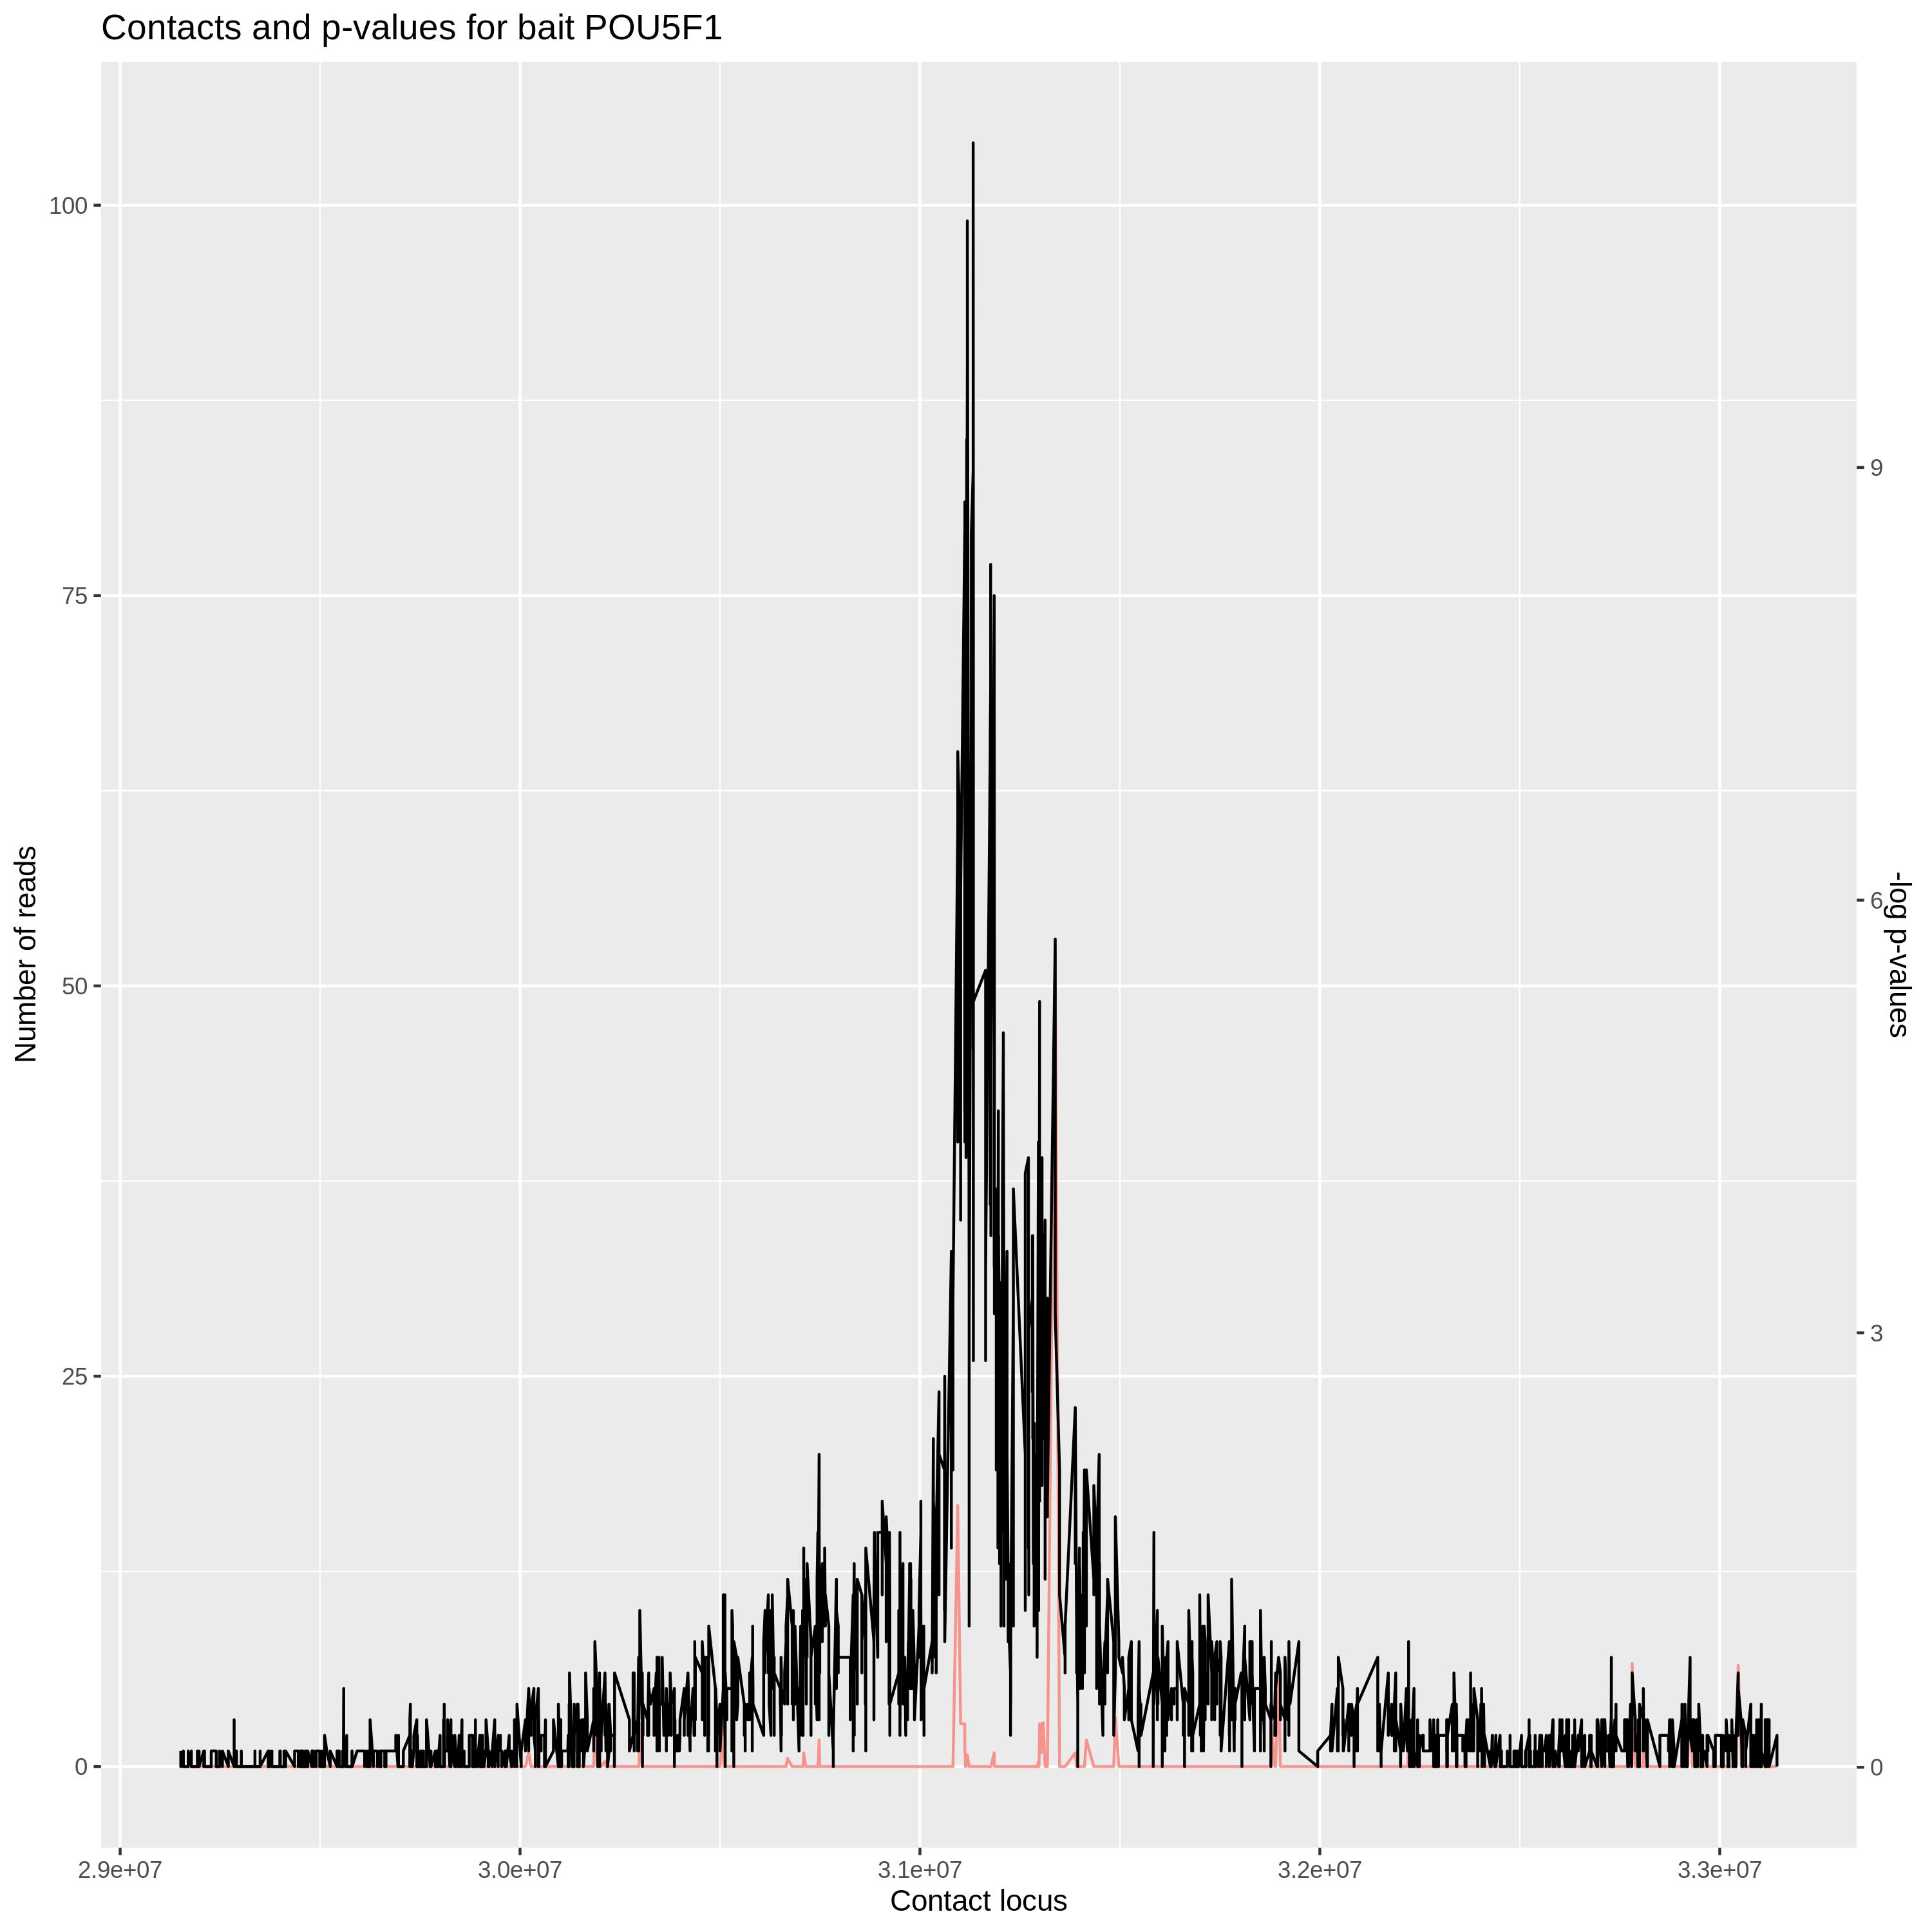 Contacts and p-values for bait POU5F1
100
75
50
25
0
Number of reads
9
6
3
0
-log p-values
2.9e+07
3.0e+07
3.1e+07
3.2e+07
3.3e+07
Contact locus